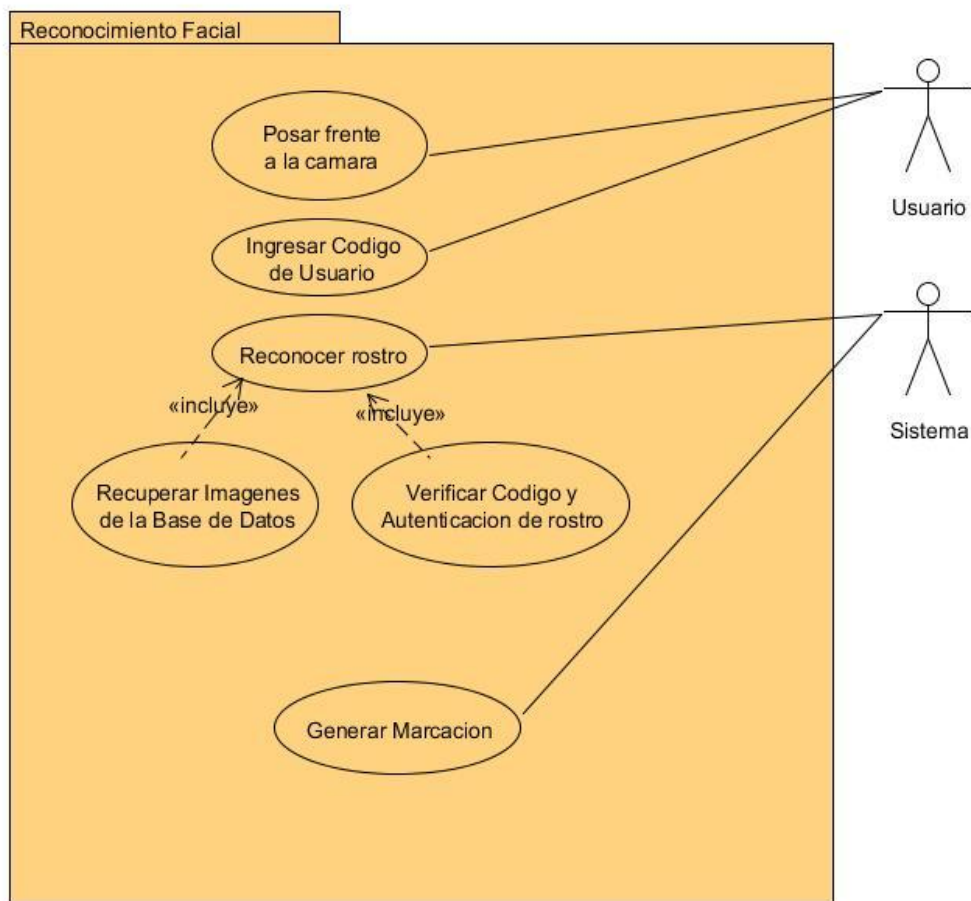 Reconocimiento Facial
Posar frente
a la camara
Usuario
Ingresar Codigo
de Usuario
Reconocer rostro
«incluye»
«incluye»
Sistema
Recuperar Imagenes
de la Base de Datos
Verificar Codigo y
Autenticacion de rostro
Generar Marcacion